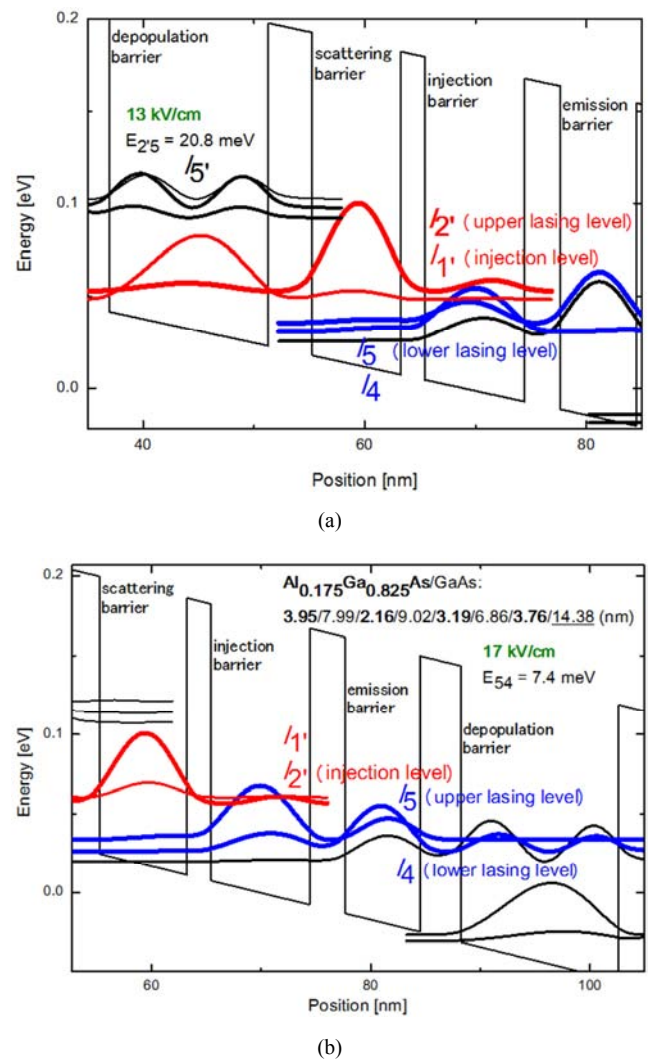 0.2
depopulation
barrier
scattering
barrier
injection
barrier
emission
barrier
13 kV/cm
E2'5 = 20.8 meV
/5'
0.1
/2' (upper lasing level)
/1' (injection level)
/5 (lower lasing level)
/4
0.0
Energy [eV]
40 60 80
Position [nm]
(a)
0.2
scattering
barrier
Al0.175Ga0.825As/GaAs:
3.95/7.99/2.16/9.02/3.19/6.86/3.76/14.38 (nm)
injection
barrier
17 kV/cm
E54 = 7.4 meV
emission
barrier
depopulation
barrier
0.1
/1'
/2' (injection level)
/5 (upper lasing level)
/4 (lower lasing level)
0.0
Energy [eV]
60 80 100
Position [nm]
(b)